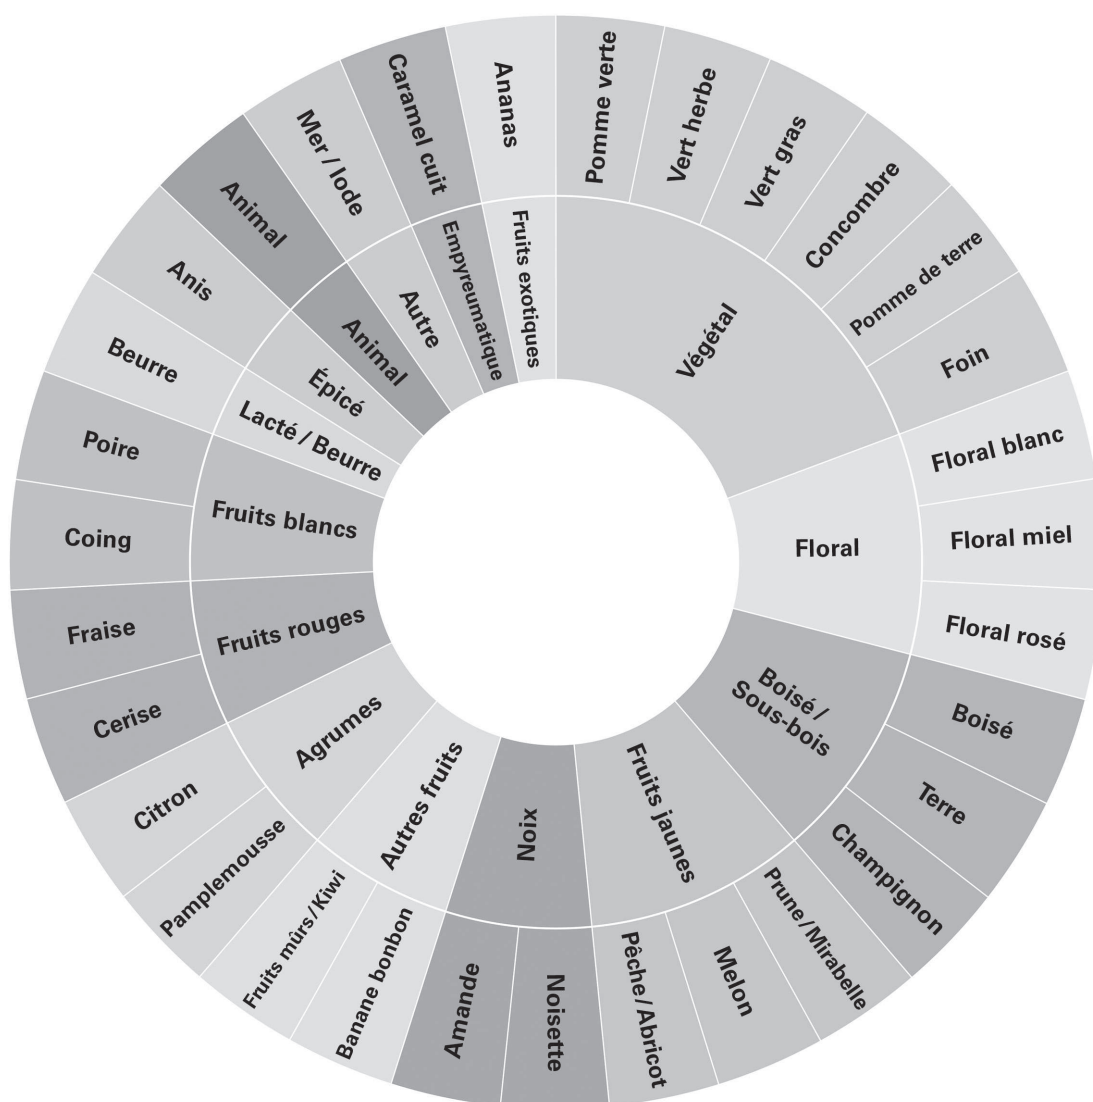 Pomme verte
Vert herbe
Vert gras
Concombre
Pomme de terre
Foin
Floral blanc
Floral miel
Floral rosé
Boisé
Terre
Champignon
Prune / Mirabelle
Melon
Pêche / Abricot
Noisette
Amande
Banane bonbon
Fruits mûrs / Kiwi
Pamplemousse
Citron
Cerise
Fraise
Coing
Poire
Beurre
Anis
Animal
Mer / Iode
Caramel cuit
Ananas
Végétal
Floral
Boisé /
Sous-bois
Fruits jaunes
Noix
Autres fruits
Agrumes
Fruits rouges
Fruits blancs
Lacté / Beurre
Épicé
Animal
Autre
Empyreumatique
Fruits exotiques